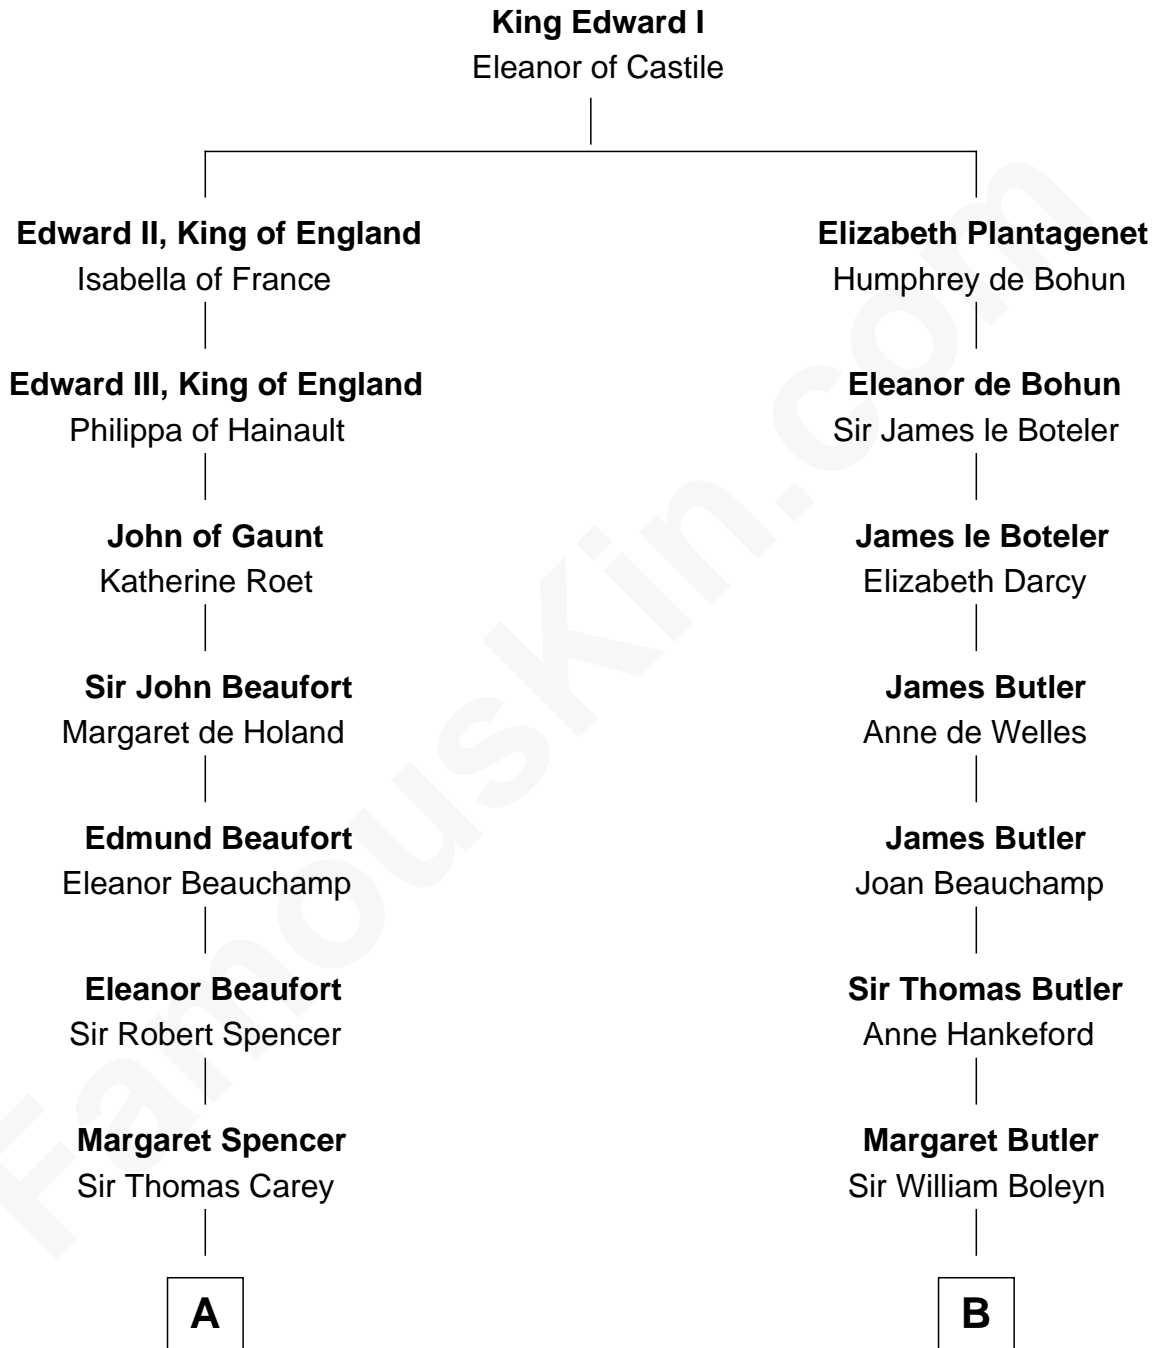 King Edward I
Eleanor of Castile
Edward II, King of England
Isabella of France
Elizabeth Plantagenet
Humphrey de Bohun
Edward III, King of England
Philippa of Hainault
Eleanor de Bohun
Sir James le Boteler
John of Gaunt
Katherine Roet
James le Boteler
Elizabeth Darcy
Sir John Beaufort
Margaret de Holand
James Butler
Anne de Welles
Edmund Beaufort
Eleanor Beauchamp
James Butler
Joan Beauchamp
Eleanor Beaufort
Sir Robert Spencer
Sir Thomas Butler
Anne Hankeford
Margaret Spencer
Sir Thomas Carey
Margaret Butler
Sir William Boleyn
A
B
FamousKin.com